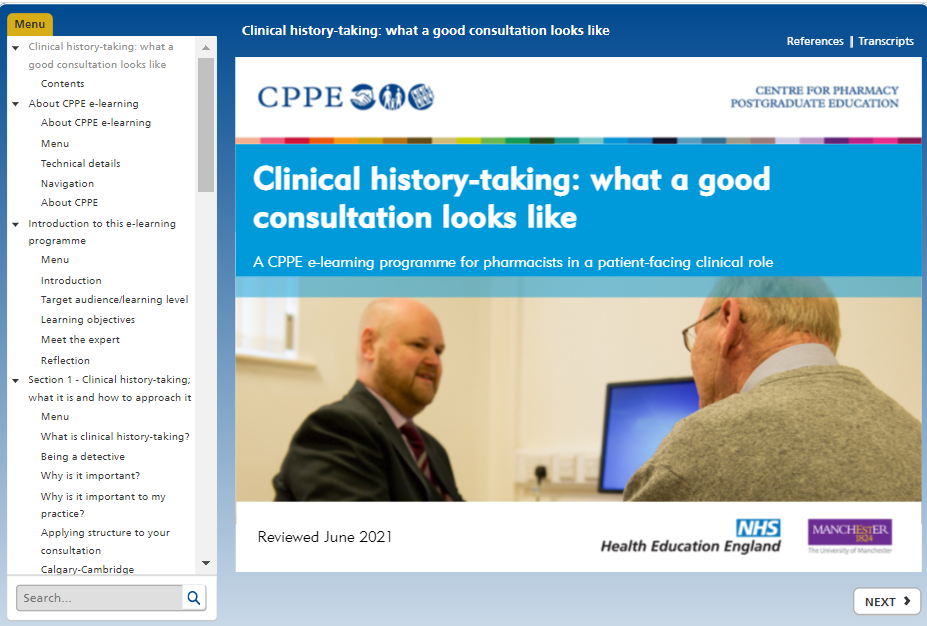 Menu
Clinical history-taking: what a
good consultation looks like
Contents
About CPPE e-learning
About CPPE e-learning
Menu
Technical details
Navigation
About CPPE
Introduction to this e-learning
programme
Menu
Introduction
Target audience/learning level
Learning objectives
Meet the expert
Reflection
Section 1 - Clinical history-taking;
what it is and how to approach it
Menu
What is clinical history-taking?
Being a detective
Why is it important?
Why is it important to my
practice?
Applying structure to your
consultation
Calgary-Cambridge
Search...
Clinical history-taking: what a good consultation looks like
References | Transcripts
CPPE
CENTRE FOR PHARMACY
POSTGRADUATE EDUCATION
Clinical history-taking: what a good
consultation looks like
A CPPE e-learning programme for pharmacists in a patient-facing clinical role
Reviewed June 2021
NHS
Health Education England
MANCHESTER
1824
The University of Manchester
NEXT